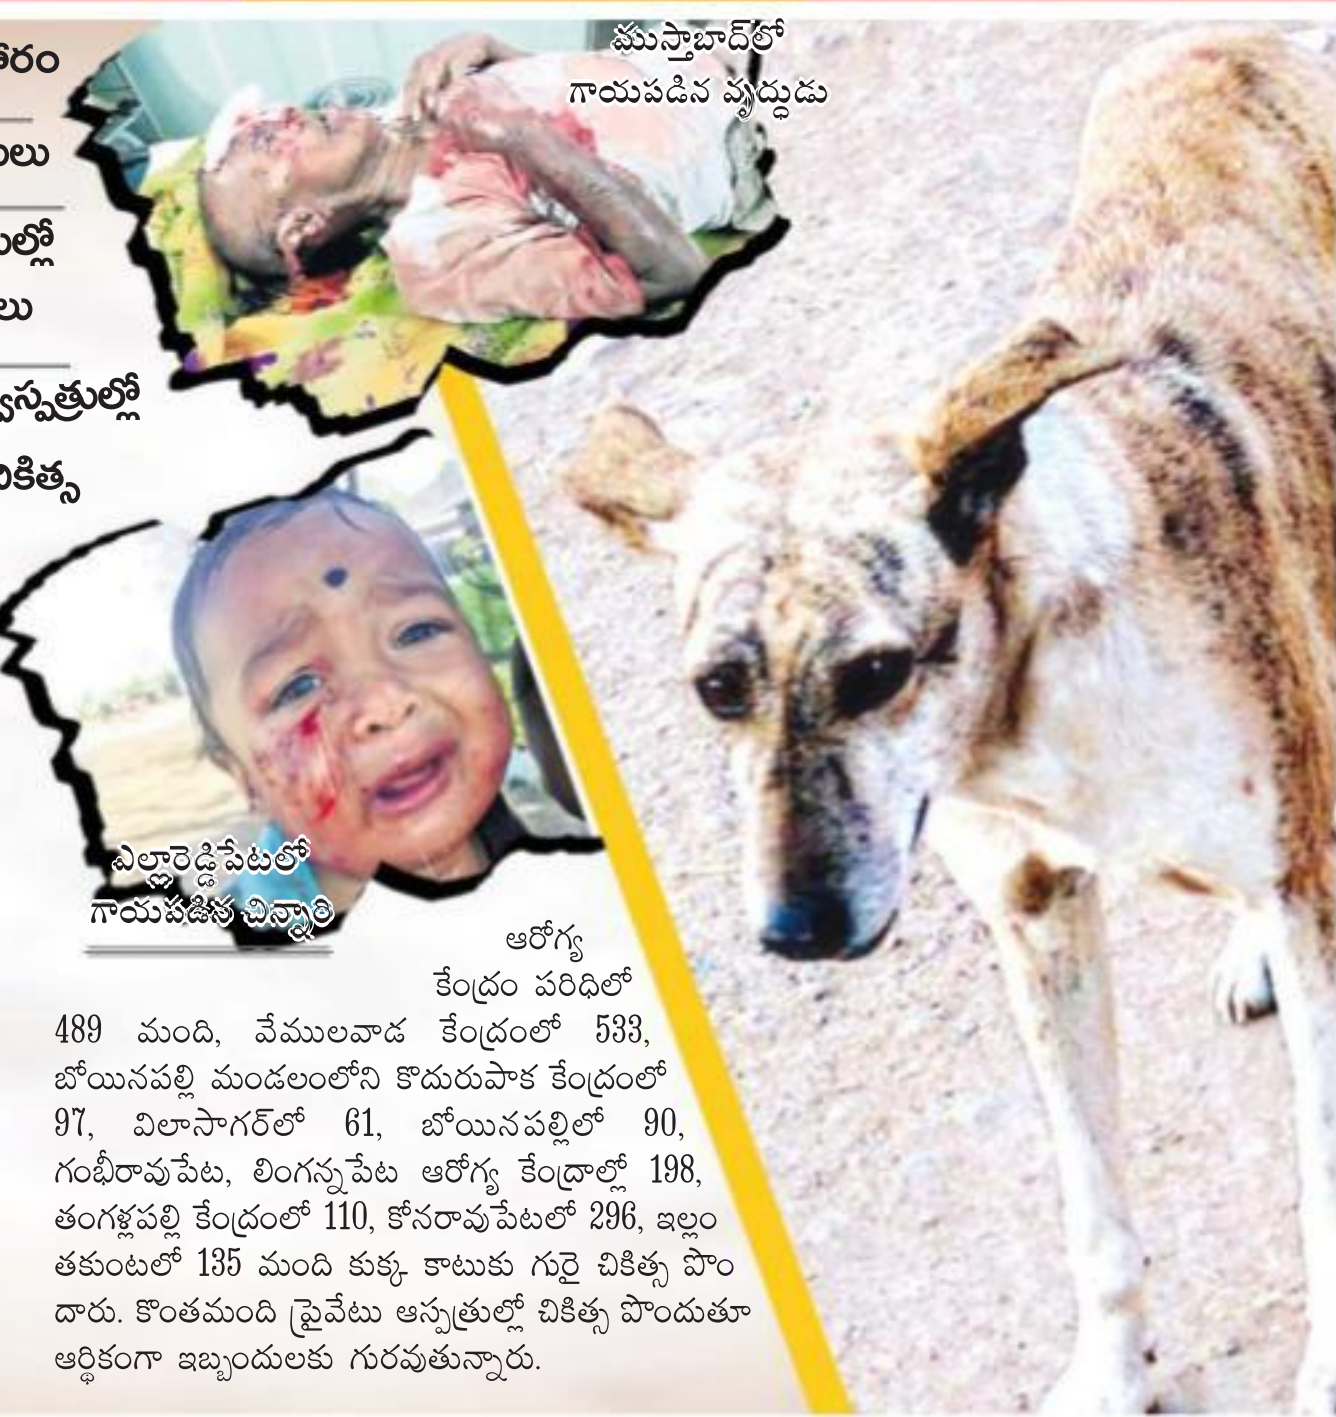 ముస్తాబాద్‌లో
గాయపడిన వృద్ధుడు
స్పత్రుల్లో
చికిత్స
ఎల్లారెడ్డిపేటలో
గాయపడిన చిన్నారి
ఆరోగ్య
కేంద్రం పరిధిలో
489 మంది, వేములవాడ కేంద్రంలో 533,
బోయినపల్లి మండలంలోని కొదురుపాక కేంద్రంలో
97, విలాసాగర్‌లో 61, బోయినపల్లిలో 90,
గంభీరావుపేట, లింగన్నపేట ఆరోగ్య కేంద్రాల్లో 198,
తంగళ్లపల్లి కేంద్రంలో 110, కోనరావుపేటలో 296, ఇల్లం
తకుంటలో 135 మంది కుక్క కాటుకు గురై చికిత్స పొం
దారు. కొంతమంది ప్రైవేటు ఆస్పత్రుల్లో చికిత్స పొందుతూ
ఆర్థికంగా ఇబ్బందులకు గురవుతున్నారు.